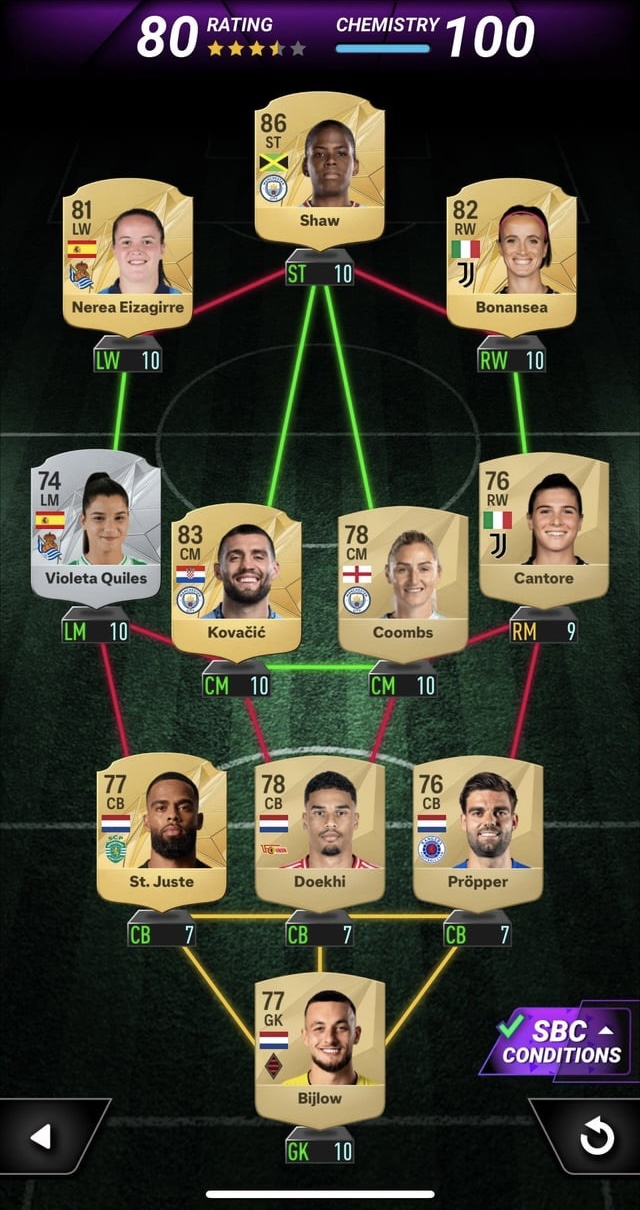 80 RATING CHEMISTRY 100
86
ST
Shaw
ST 10
81
LW
Nerea Eizagirre
LW 10
82
RW
Bonansea
RW 10
74
LM
Violeta Quiles
LM 10
83
CM
Kovačić
CM 10
78
CM
Coombs
CM 10
76
RW
Cantore
RM 9
77
CB
St. Juste
CB 7
78
CB
Doekhi
CB 7
76
CB
Pröpper
CB 7
77
GK
Bijlow
GK 10
SBC
CONDITIONS